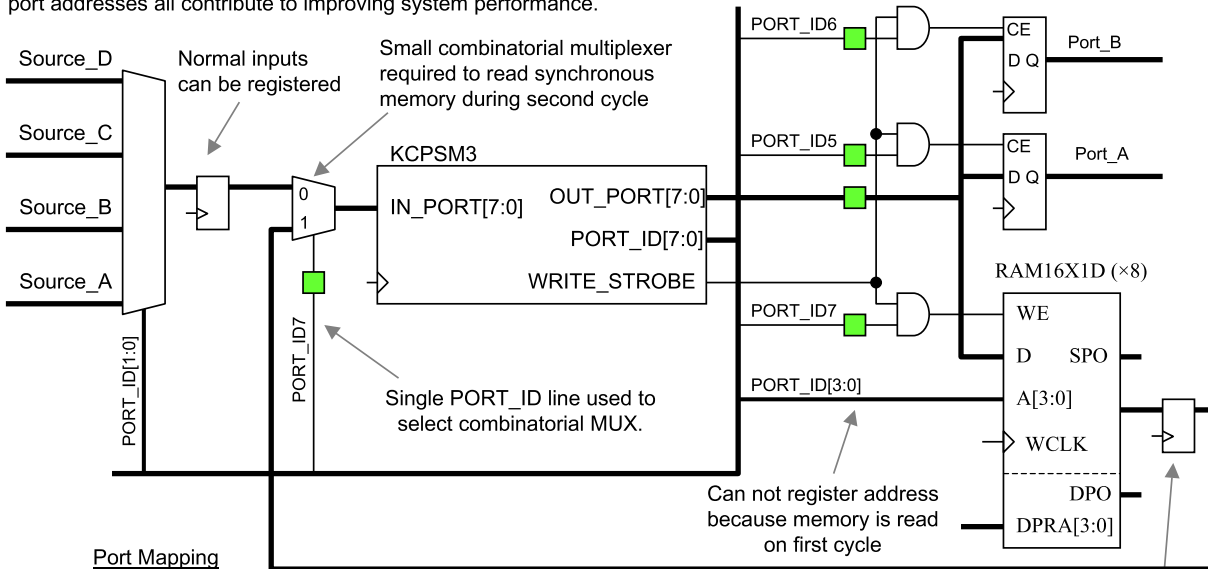 port addresses all contribute to improving system performance.
Source_D
Source_C
Source_B
Source_A
PORT_ID[1:0]
Normal inputs
can be registered
Small combinatorial multiplexer
required to read synchronous
memory during second cycle
0
1
PORT_ID7
Single PORT_ID line used to
select combinatorial MUX.
KCPSM3
IN_PORT[7:0]
OUT_PORT[7:0]
PORT_ID[7:0]
WRITE_STROBE
PORT_ID6
PORT_ID5
PORT_ID7
PORT_ID[3:0]
CE
D Q
Port_B
CE
D Q
Port_A
RAM16X1D (×8)
WE
D
SPO
A[3:0]
WCLK
DPO
DPRA[3:0]
Can not register address
because memory is read
on first cycle
Port Mapping